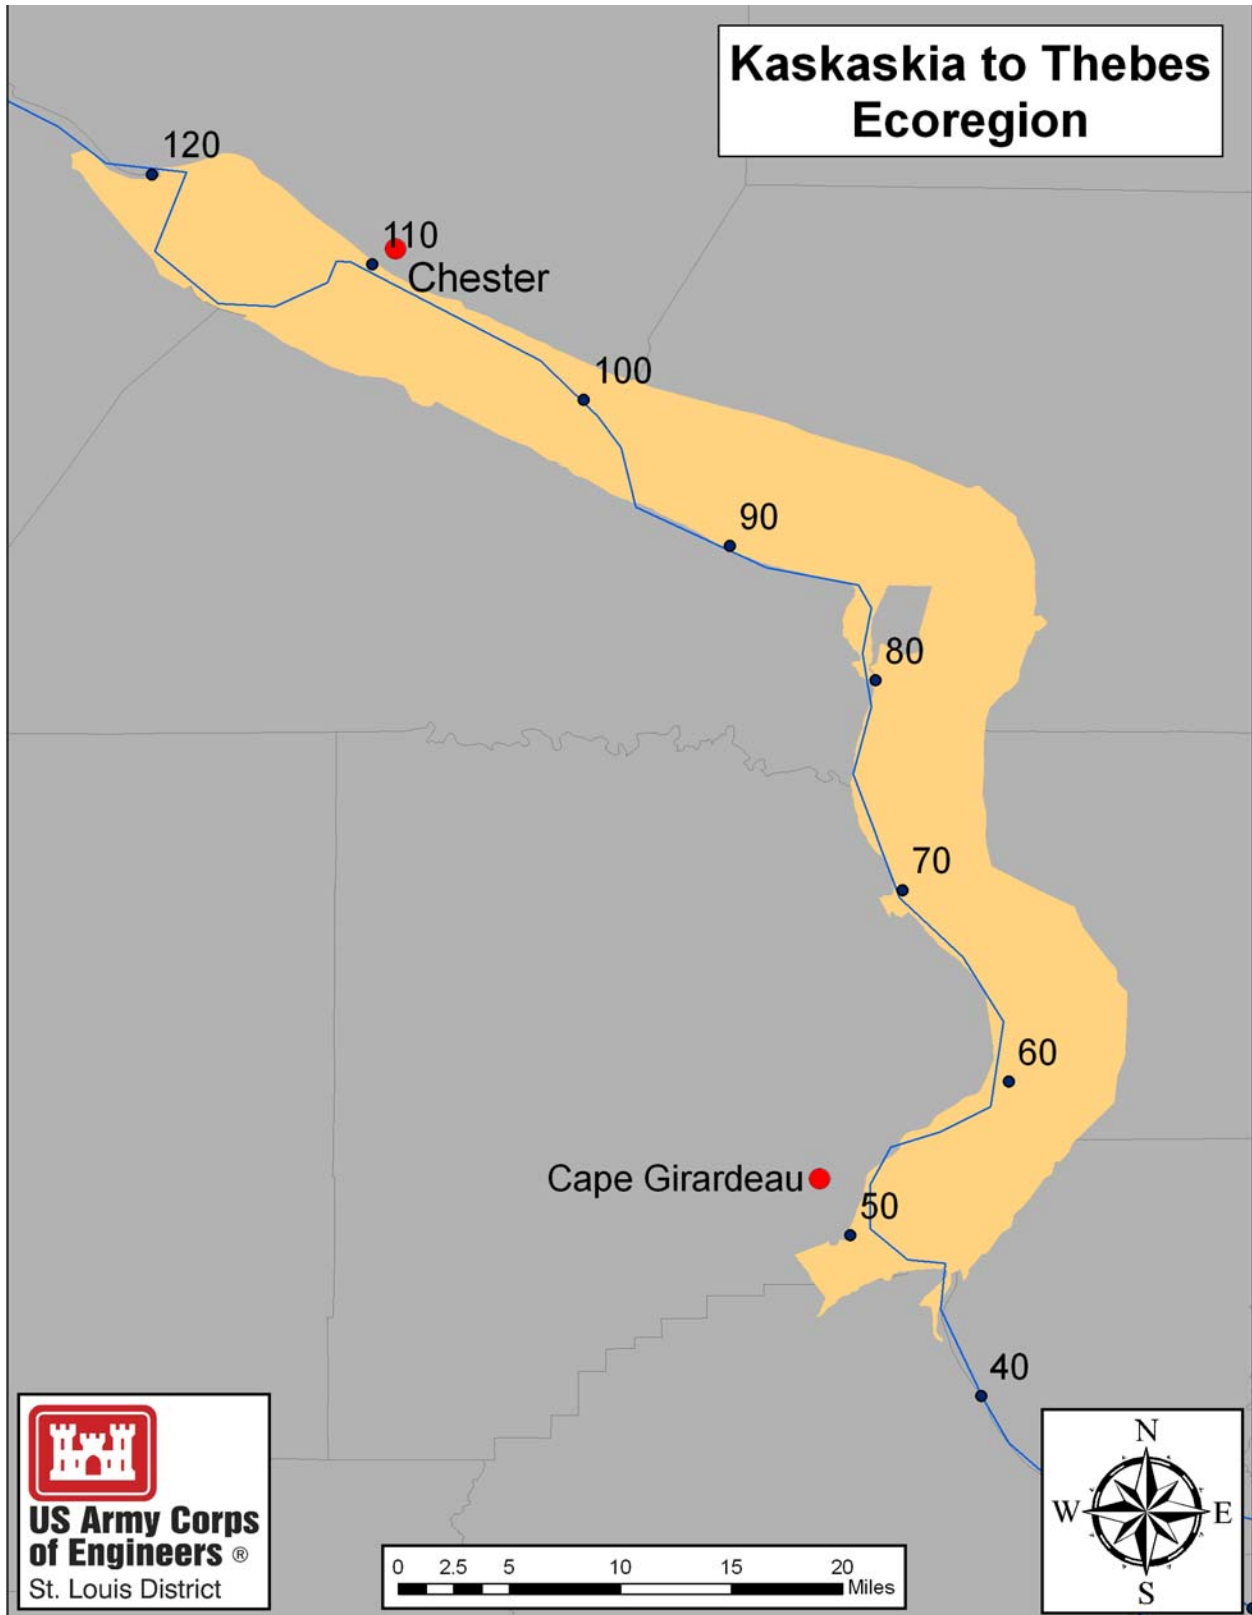 Kaskaskia to Thebes
Ecoregion
120
110
Chester
100
90
80
70
60
Cape Girardeau
50
40
US Army Corps
of Engineers ®
St. Louis District
0 2.5 5 10 15 20
Miles
N
W E
S